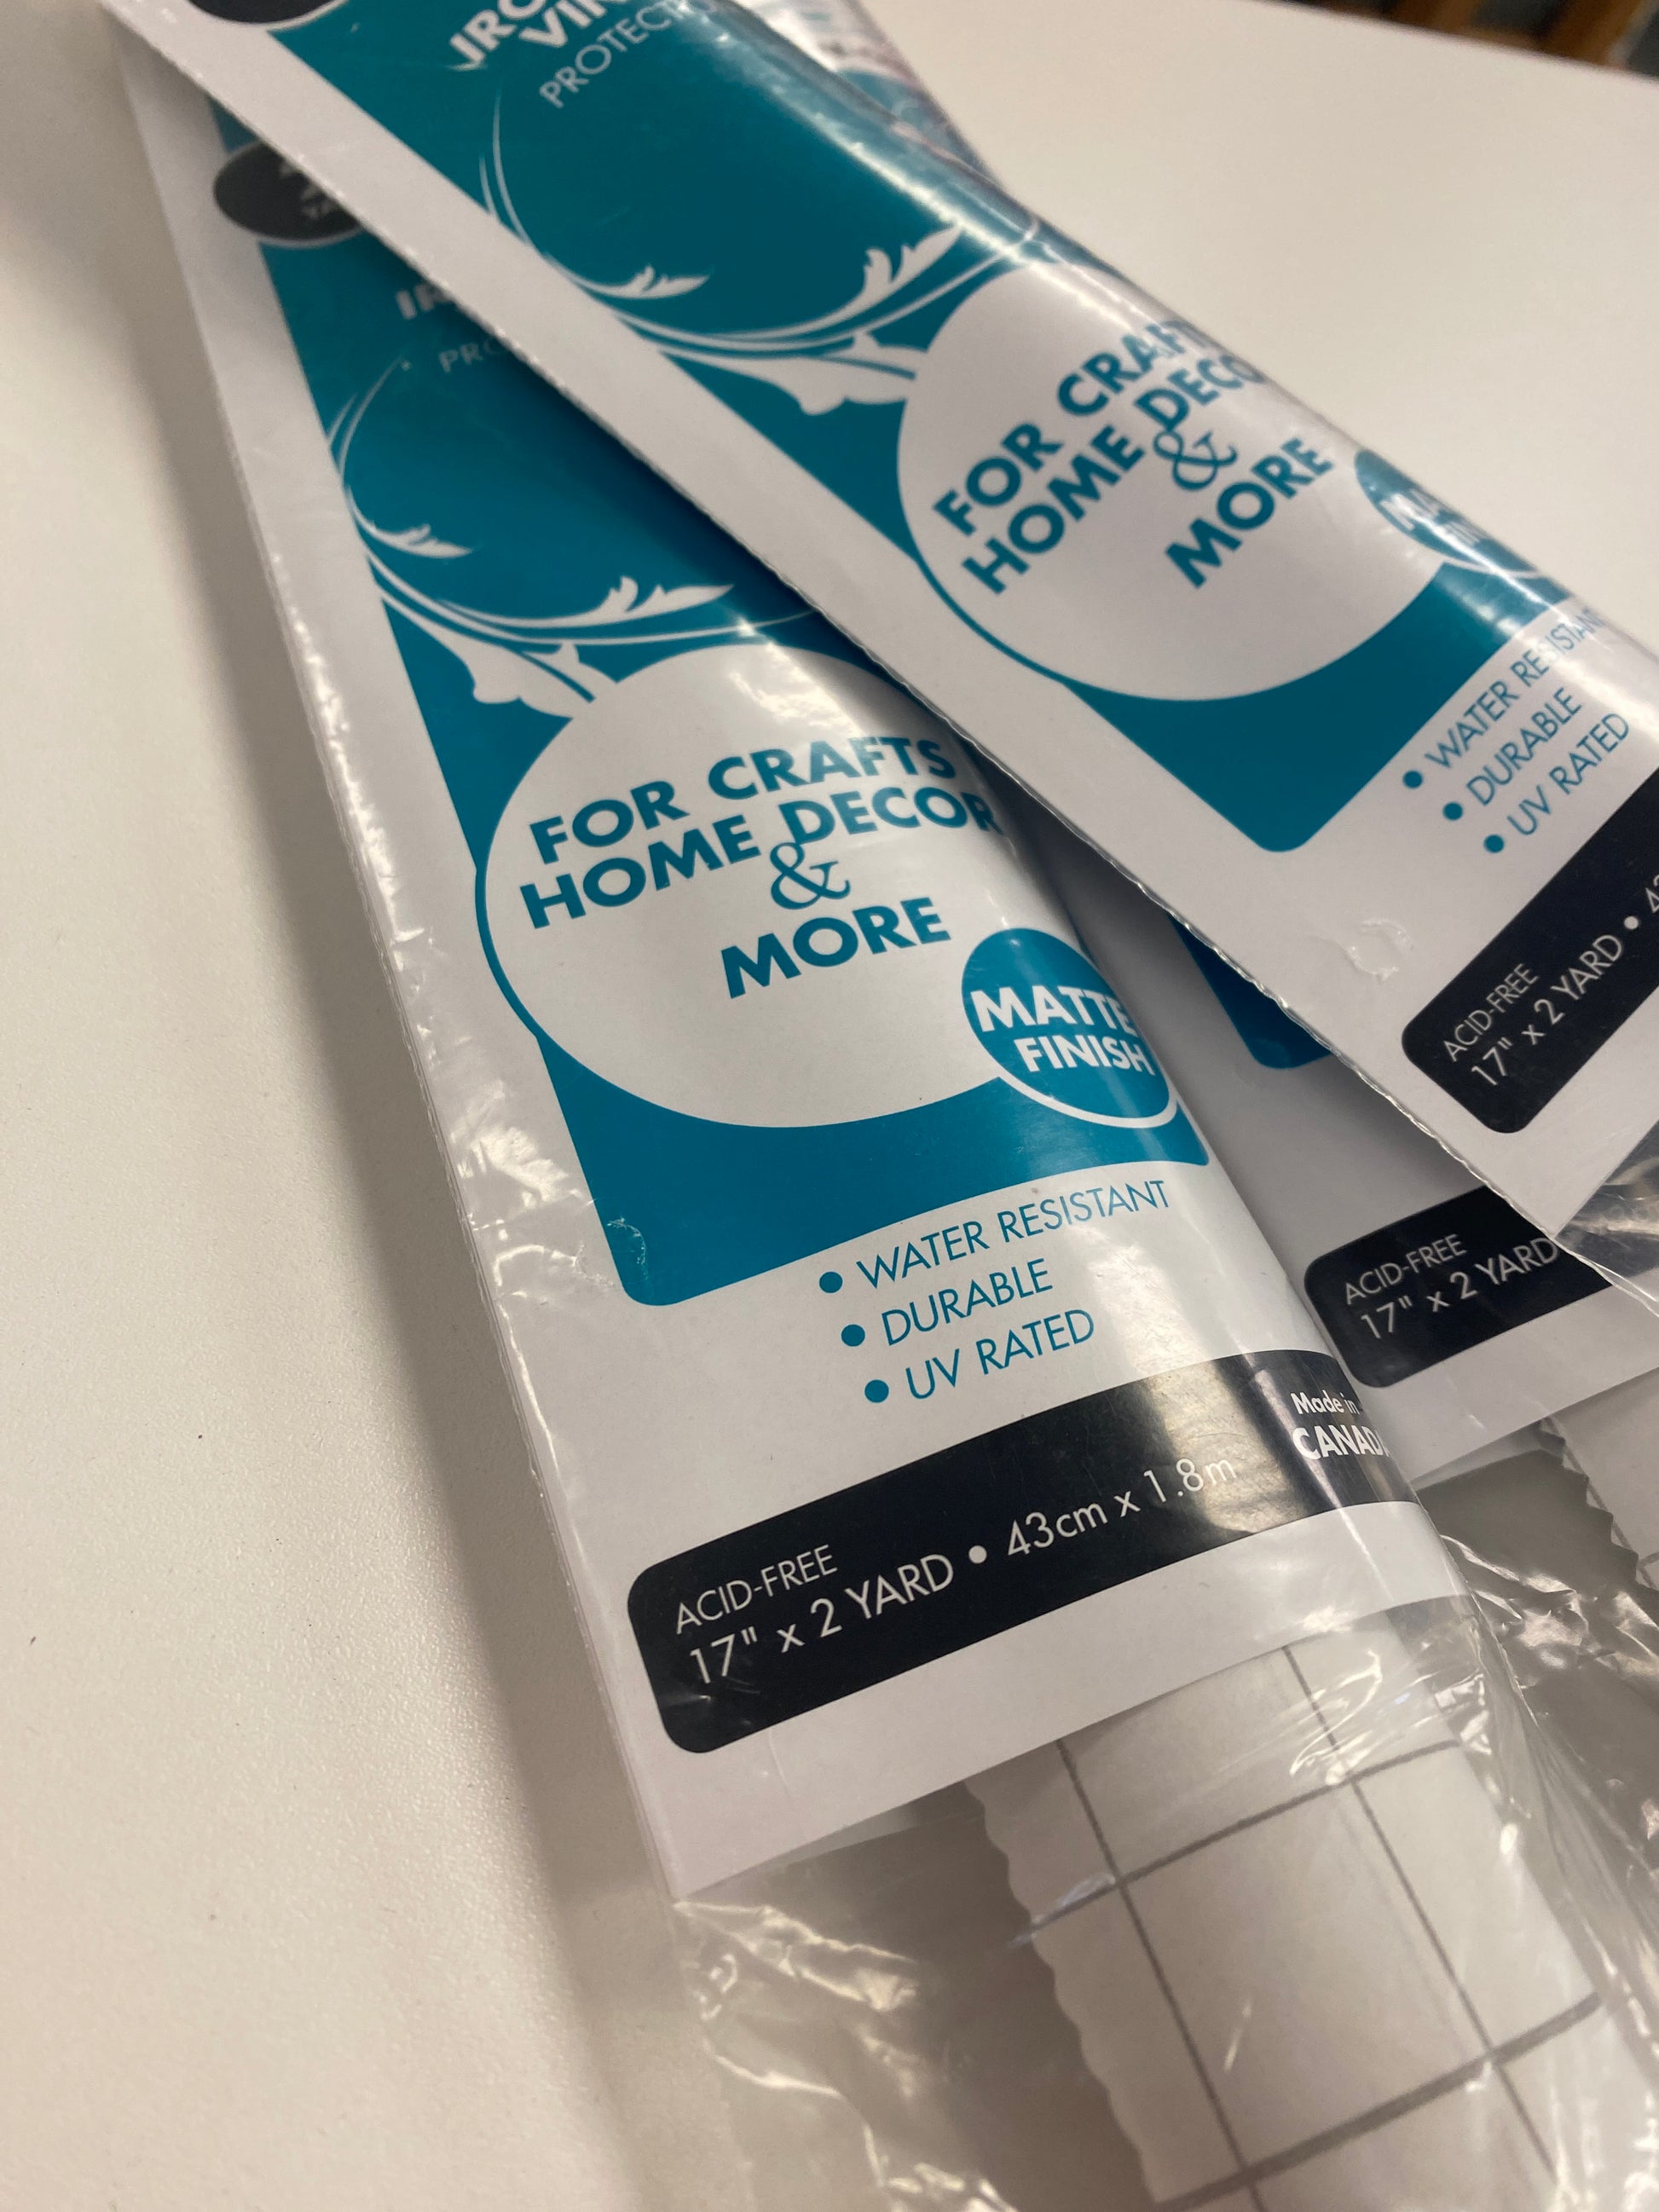 PROTECT
FOR CRAFTS
HOME DECO
&
MORE
WATER RESISTANT
• DURABLE
• UV RATED
ACID-FREE
17" x 2 YARD •
FOR CRAFTS
HOME DECOR
&
MORE
MATTE
FINISH
• WATER RESISTANT
• DURABLE
• UV RATED
Made in
CANADA
ACID-FREE
17" x 2 YARD • 43cm x 1.8m
ACID-FREE
17" x 2 YARD